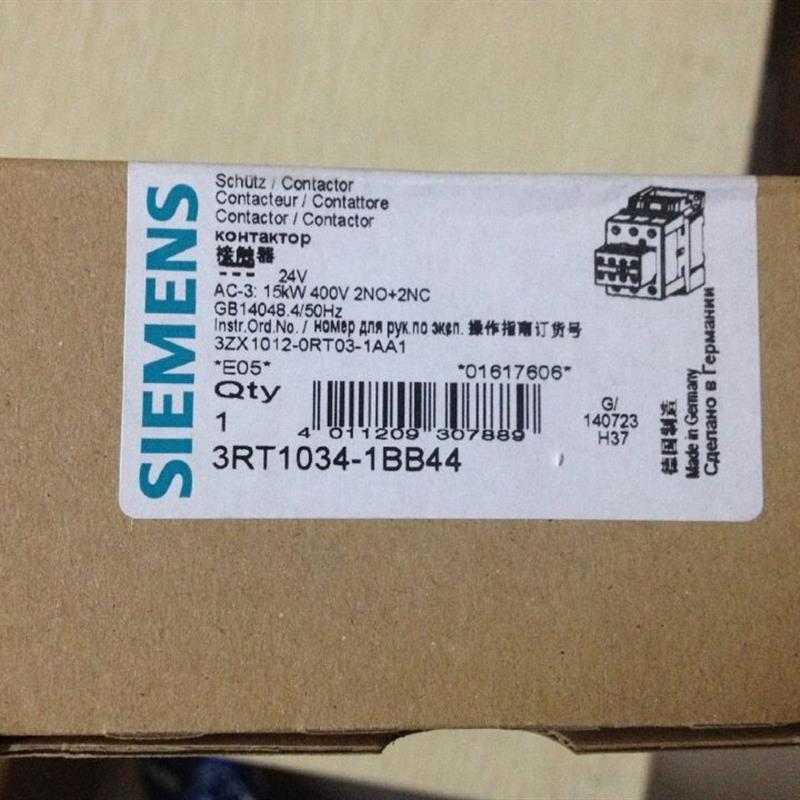 SIEMENS
Schütz / Contactor
Contacteur / Contattore
Contactor / Contactor
контактор
接触器
24V
AC-3: 15kW 400V 2NO+2NC
GB14048.4/50Hz
Instr.Ord.No. / номер для рук.по эксп. 操作指南订货号
3ZX1012-0RT03-1AA1
*E05*
*01617606*
Qty
1
4 011209 307889
3RT1034-1BB44
G/
140723
H37
德国制造
Made in Germany
Сделано в Германии